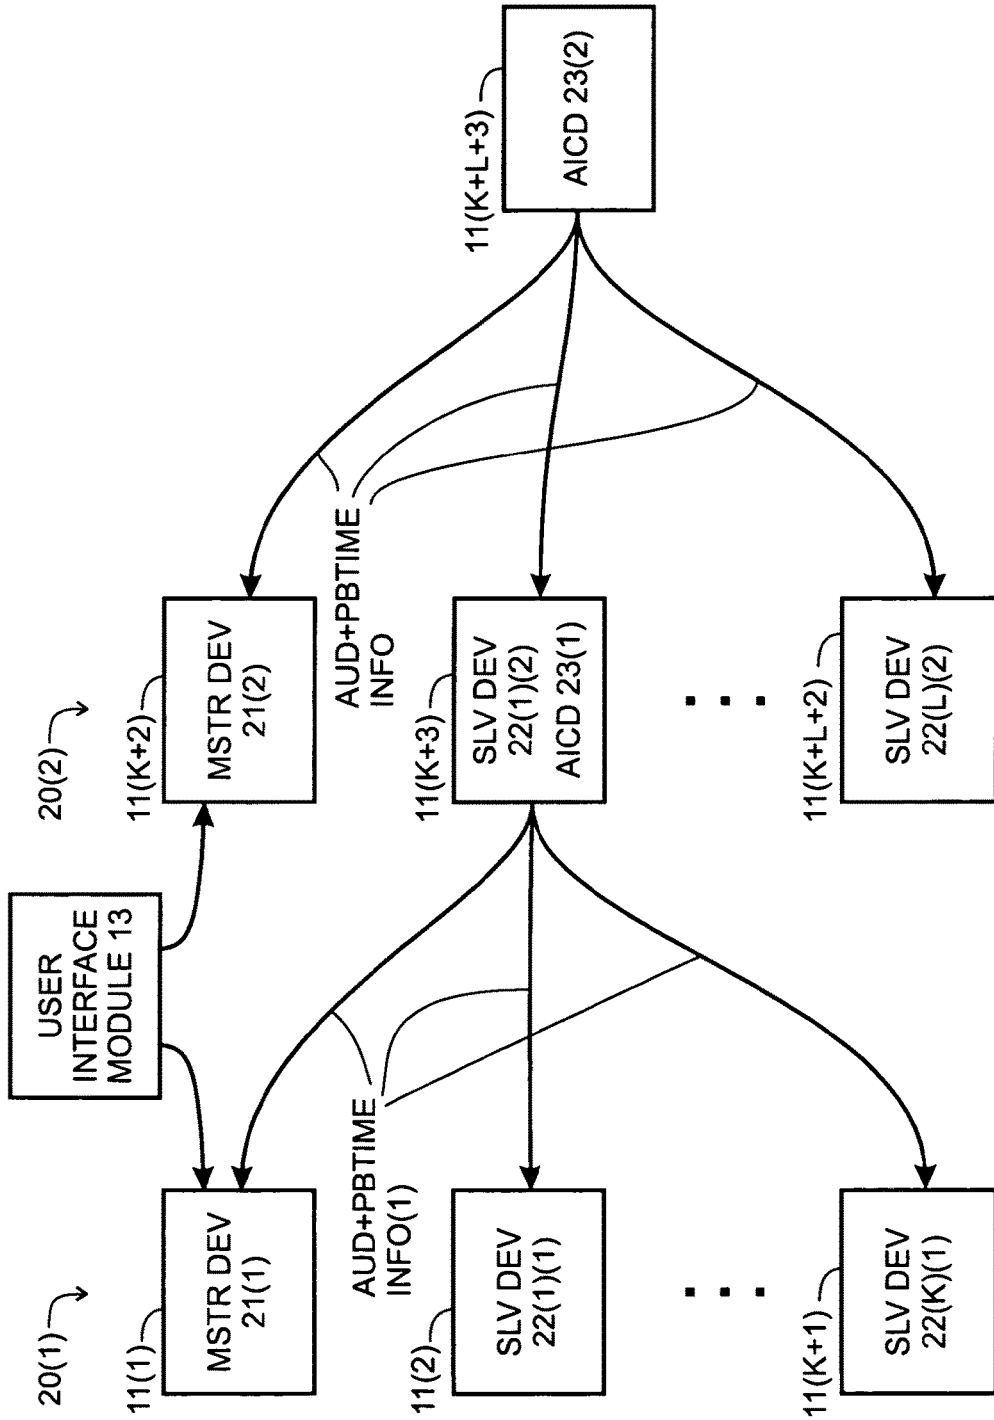 20(1)
11(1)
MSTR DEV
21(1)
USER
INTERFACE
MODULE 13
20(2)
11(K+2)
MSTR DEV
21(2)
AUD+PBTIME
INFO(1)
AUD+PBTIME
INFO
11(2)
SLV DEV
22(1)(1)
11(K+3)
SLV DEV
22(1)(2)
AICD 23(1)
11(K+L+3)
AICD 23(2)
11(K+1)
SLV DEV
22(K)(1)
11(K+L+2)
SLV DEV
22(L)(2)